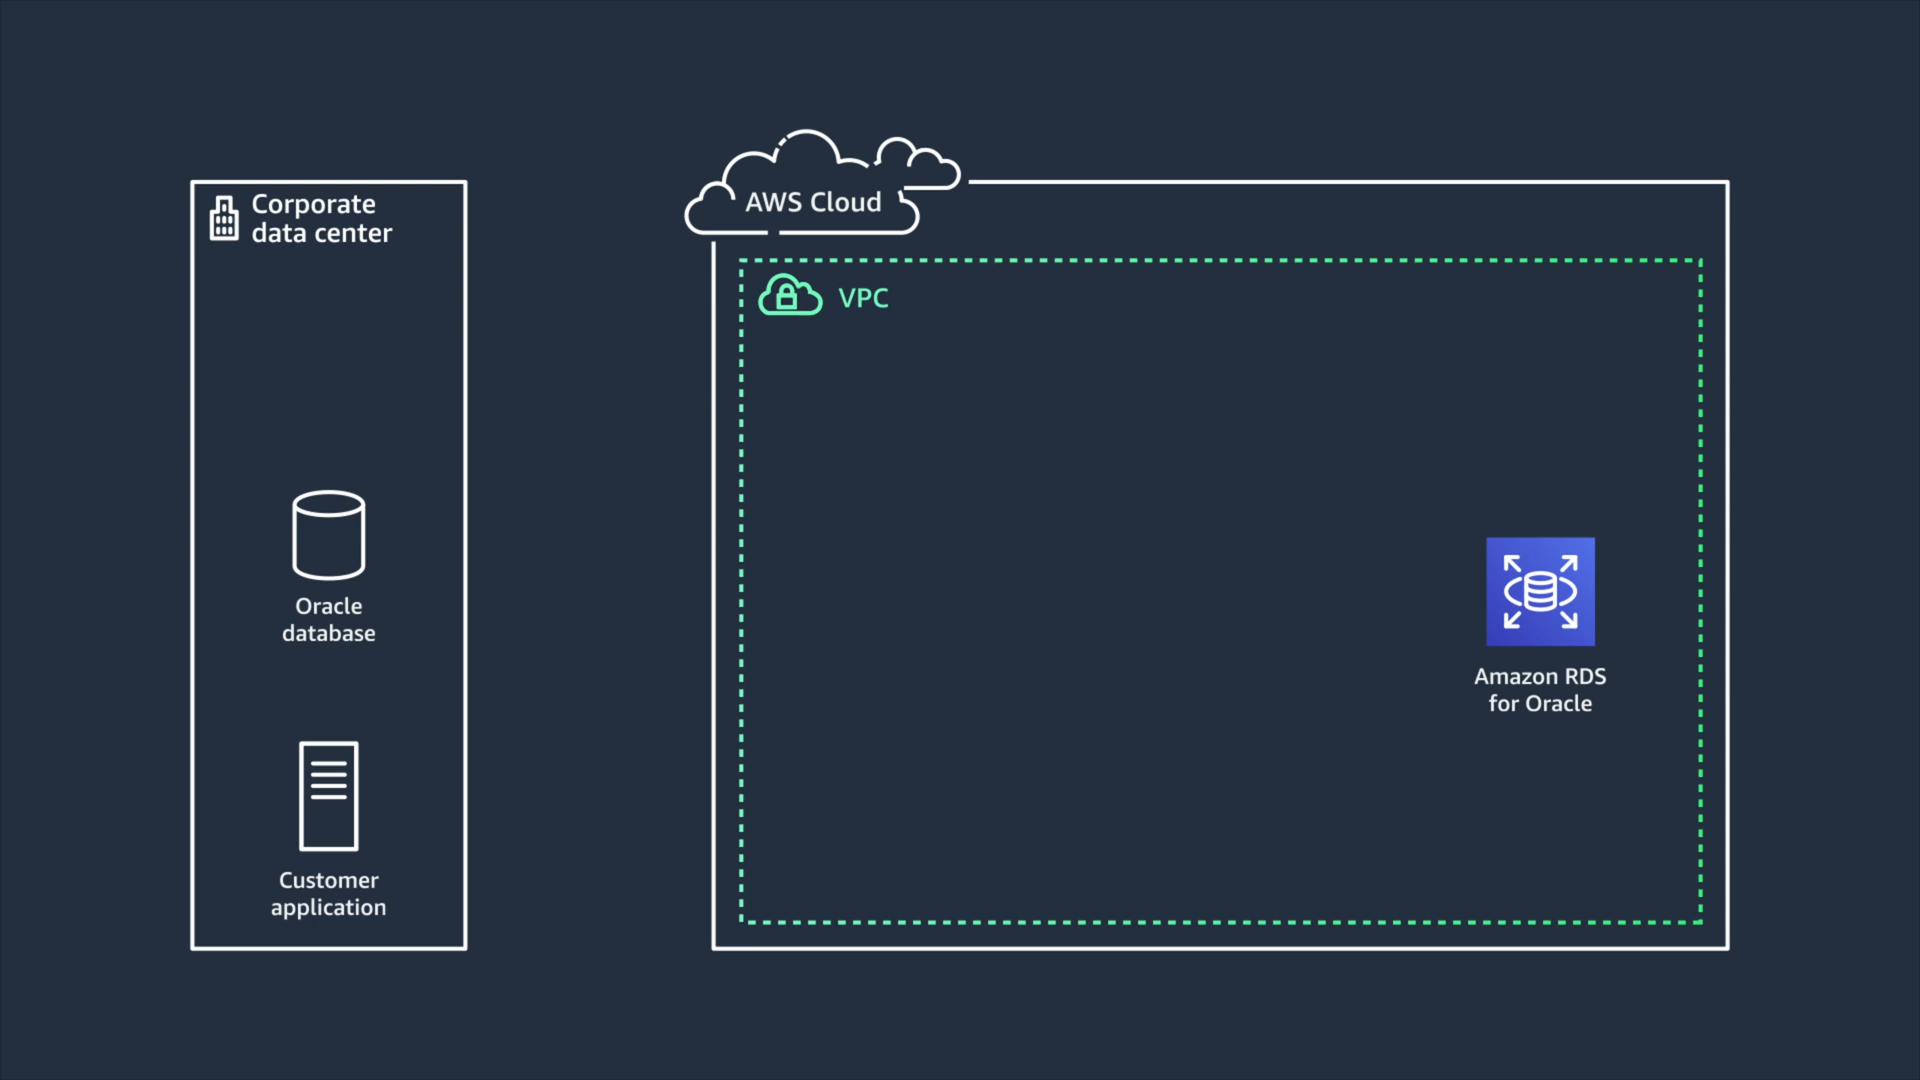 Corporate
data center
Oracle
database
Customer
application
AWS Cloud
VPC
Amazon RDS
for Oracle